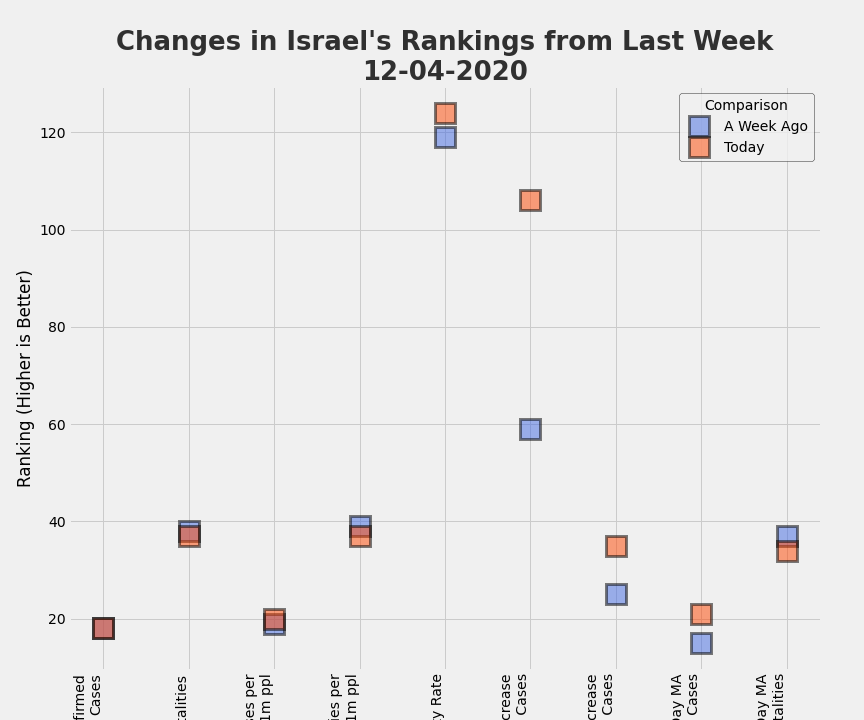 Changes in Israel's Rankings from Last Week
12-04-2020
Comparison
A Week Ago
Today
Ranking (Higher is Better)
120
100
80
60
40
20
firmed
Cases
talities
es per
1m ppl
ies per
1m ppl
y Rate
crease
Cases
crease
Cases
ay MA
Cases
ay MA
talities